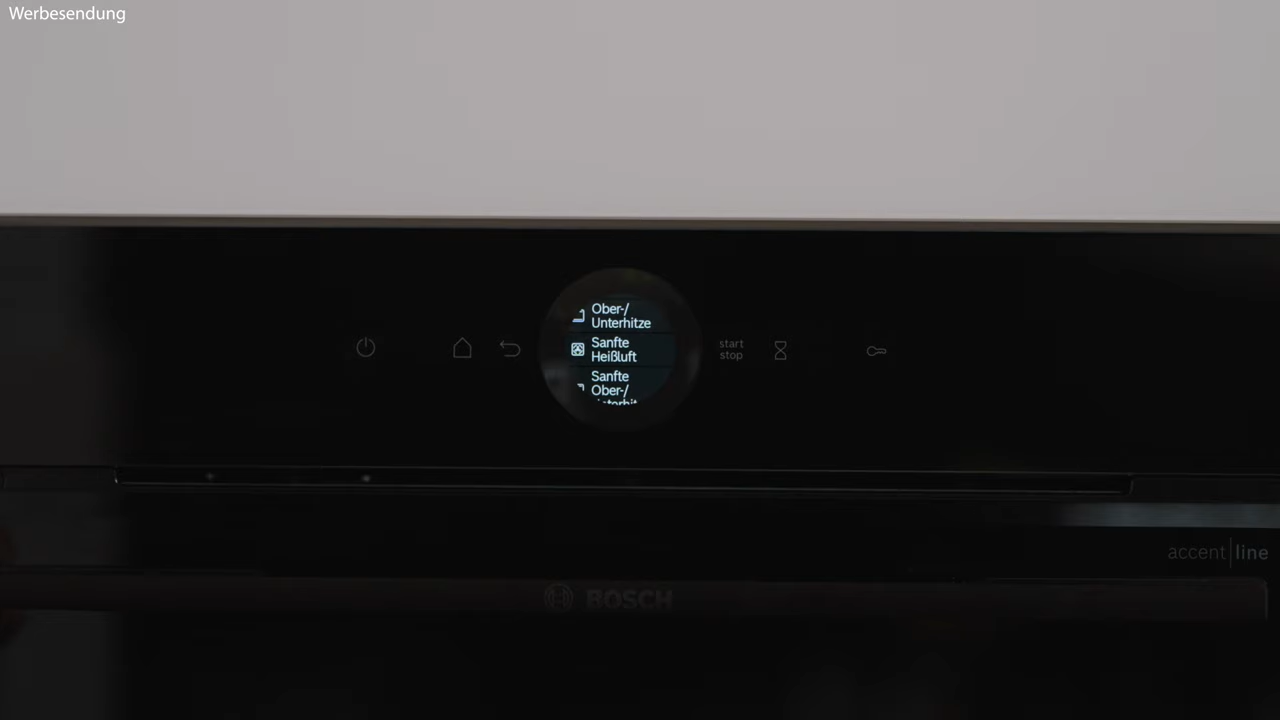 Werbesendung
Ober-/
Unterhitze
Sanfte
Heißluft
Sanfte
Ober-/
start
stop
accent|line
BOSCH